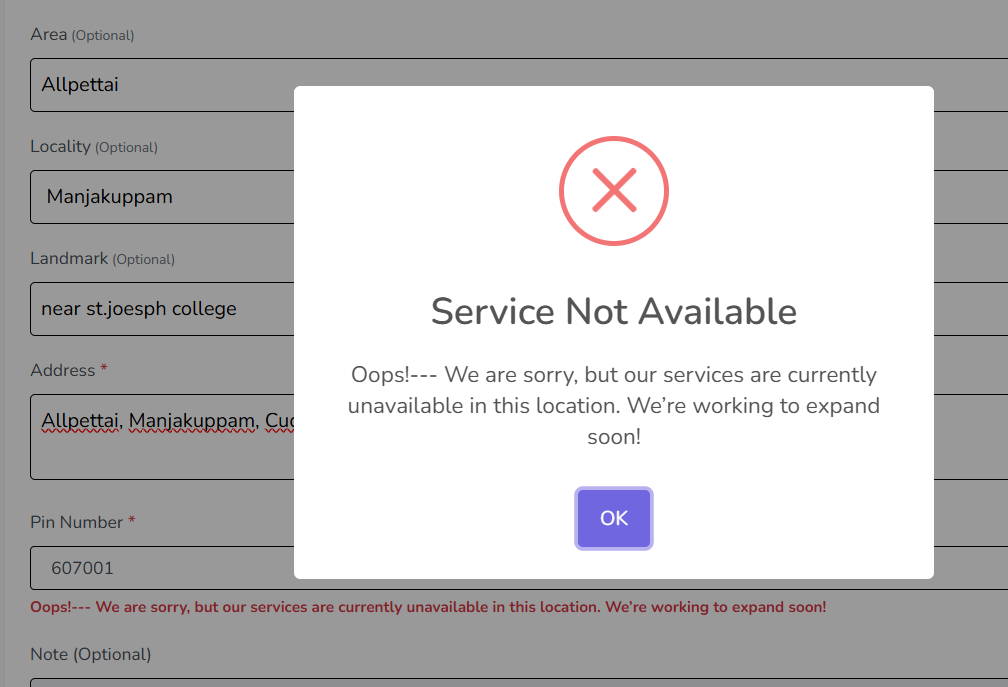 Area (Optional)
Allpettai
Locality (Optional)
Manjakuppam
Landmark (Optional)
near st.joesph college
Address *
Allpettai, Manjakuppam,
Pin Number *
607001
Oops!--- We are sorry, but our services are currently unavailable in this location. We’re working to expand soon!
Note (Optional)
Service Not Available
Oops!--- We are sorry, but our services are currently
unavailable in this location. We’re working to expand
soon!
OK